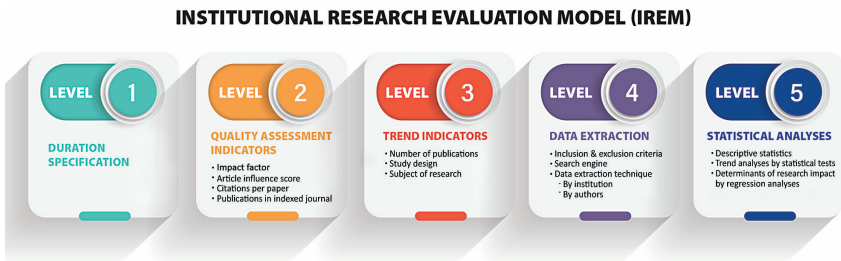 INSTITUTIONAL RESEARCH EVALUATION MODEL (IREM)
LEVEL 1
DURATION
SPECIFICATION
LEVEL 2
QUALITY ASSESSMENT
INDICATORS
• Impact factor
• Article influence score
• Citations per paper
• Publications in indexed journal
LEVEL 3
TREND INDICATORS
• Number of publications
• Study design
• Subject of research
LEVEL 4
DATA EXTRACTION
• Inclusion & exclusion criteria
• Search engine
• Data extraction technique
- By institution
- By authors
LEVEL 5
STATISTICAL ANALYSES
• Descriptive statistics
• Trend analyses by statistical tests
• Determinants of research impact
by regression analyses